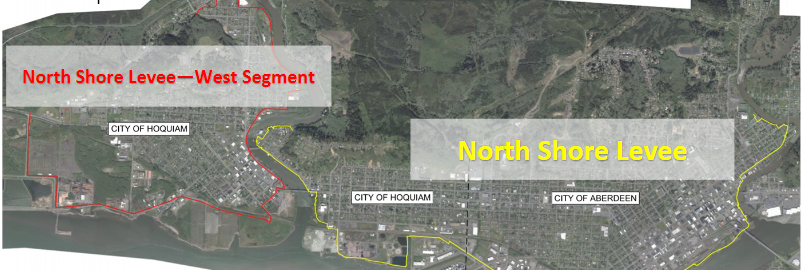 North Shore Levee—West Segment
CITY OF HOQUIAM
North Shore Levee
CITY OF HOQUIAM
CITY OF ABERDEEN